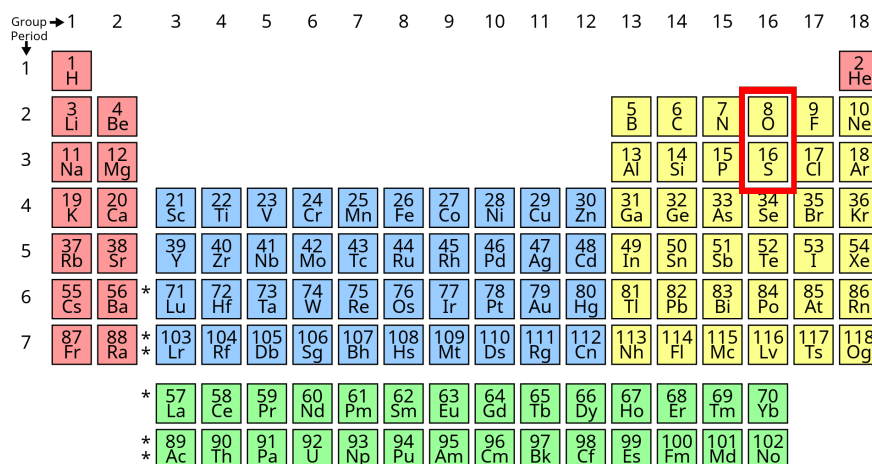 Group 1 2 3 4 5 6 7 8 9 10 11 12 13 14 15 16 17 18
Period
1 1 2
H He
2 3 4 5 6 7 8 9 10
Li Be B C N O F Ne
3 11 12 13 14 15 16 17 18
Na Mg Al Si P S Cl Ar
4 19 20 21 22 23 24 25 26 27 28 29 30 31 32 33 34 35 36
K Ca Sc Ti V Cr Mn Fe Co Ni Cu Zn Ga Ge As Se Br Kr
5 37 38 39 40 41 42 43 44 45 46 47 48 49 50 51 52 53 54
Rb Sr Y Zr Nb Mo Tc Ru Rh Pd Ag Cd In Sn Sb Te I Xe
6 55 56 * 71 72 73 74 75 76 77 78 79 80 81 82 83 84 85 86
Cs Ba Lu Hf Ta W Re Os Ir Pt Au Hg Tl Pb Bi Po At Rn
7 87 88 * 103 104 105 106 107 108 109 110 111 112 113 114 115 116 117 118
Fr Ra * Lr Rf Db Sg Bh Hs Mt Ds Rg Cn Nh Fl Mc Lv Ts Og
* 57 58 59 60 61 62 63 64 65 66 67 68 69 70
La Ce Pr Nd Pm Sm Eu Gd Tb Dy Ho Er Tm Yb
* 89 90 91 92 93 94 95 96 97 98 99 100 101 102
* Ac Th Pa U Np Pu Am Cm Bk Cf Es Fm Md No